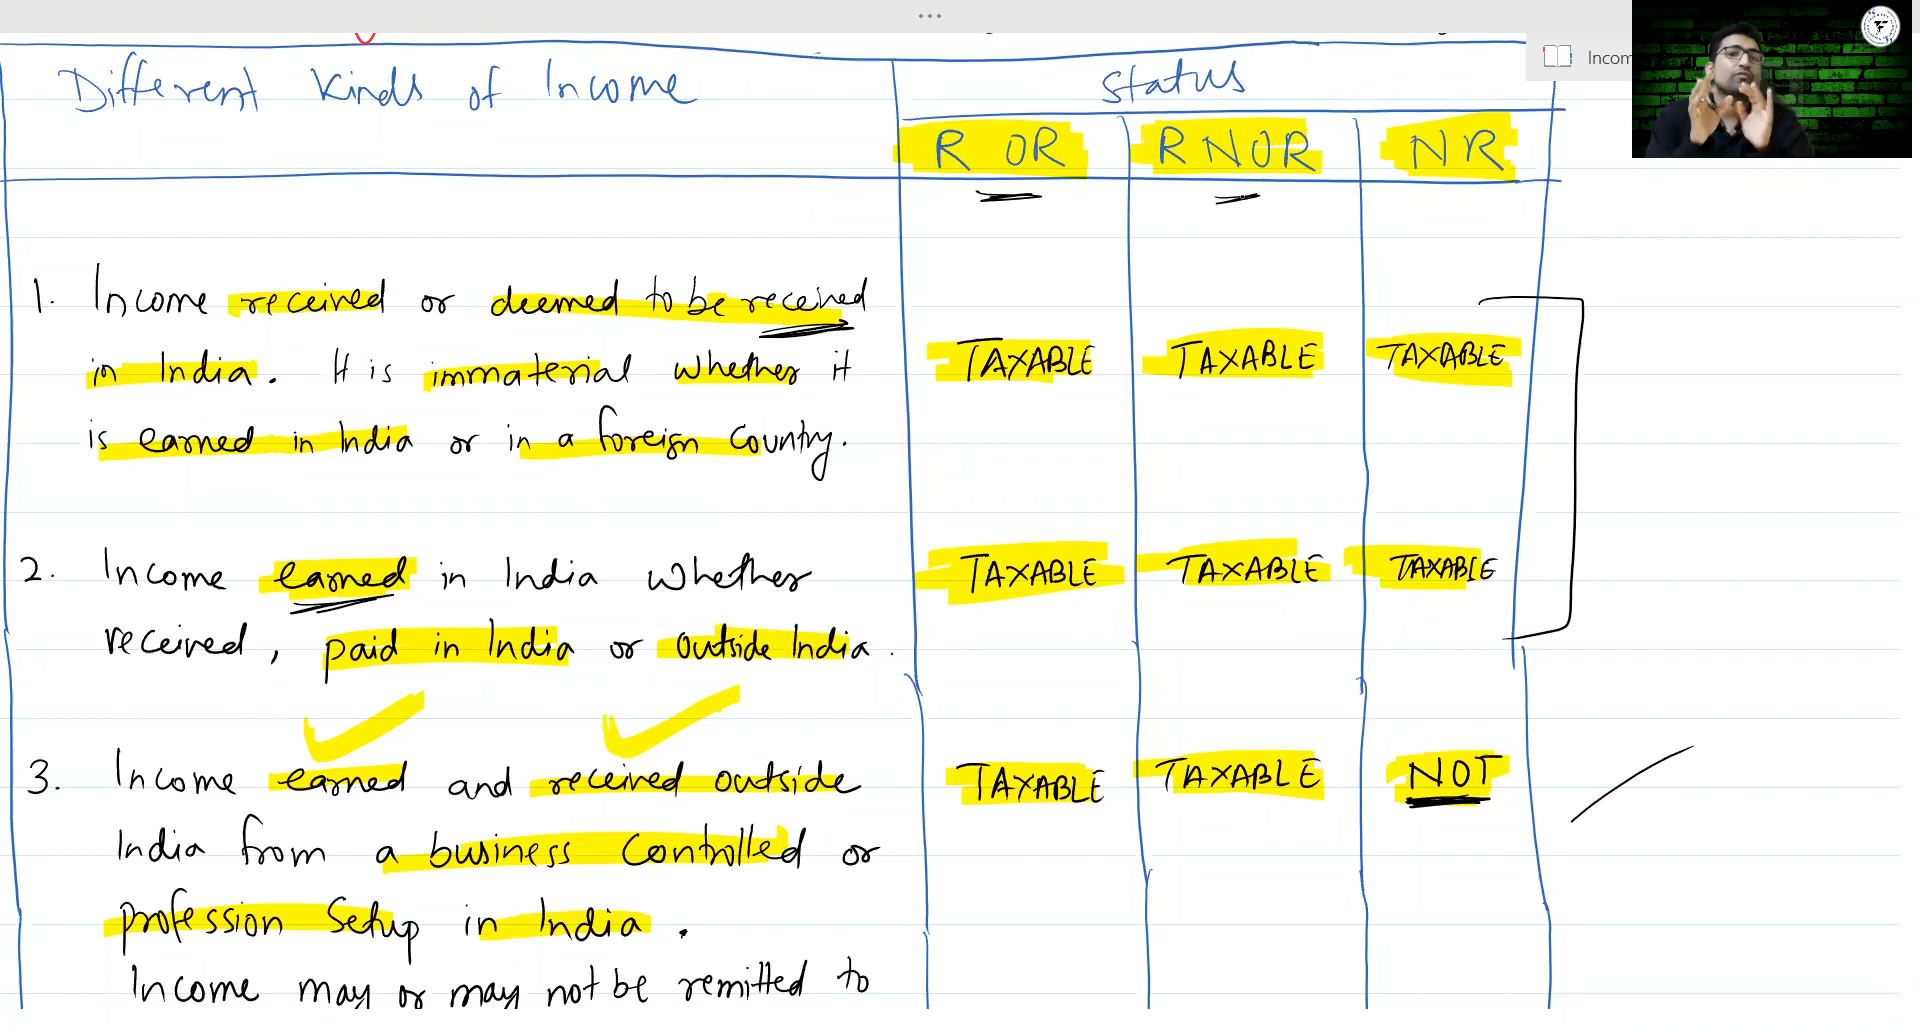 ...
Incom
Different Kinds of Income
Status
R OR
R NOR
NR
1. Income received or deemed to be received
in India. It is immaterial whether it
is earned in India or in a foreign Country.
TAXABLE
TAXABLE
TAXABLE
2. Income earned in India whether
received, paid in India or outside India.
TAXABLE
TAXABLE
TAXABLE
3. Income earned and received outside
India from a business Controlled or
profession Setup in India.
Income may or may not be remitted to
TAXABLE
TAXABLE
NOT